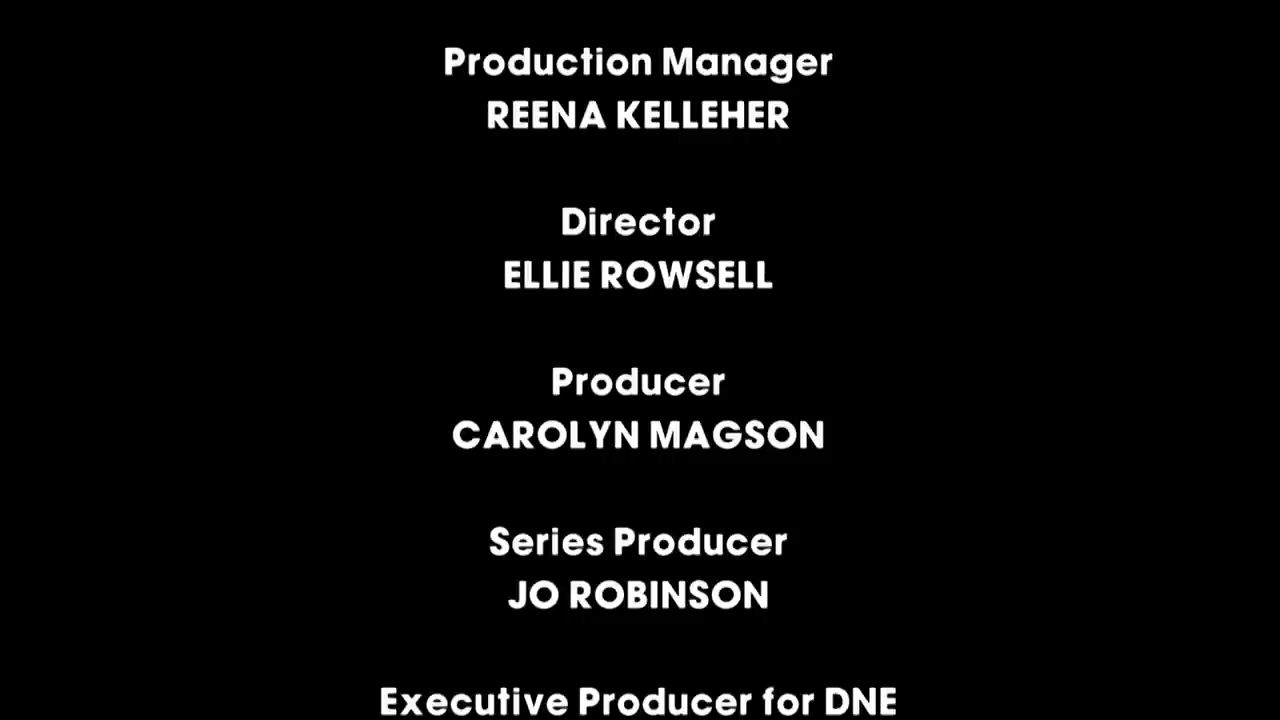 Production Manager
REENA KELLEHER
Director
ELLIE ROWSELL
Producer
CAROLYN MAGSON
Series Producer
JO ROBINSON
Executive Producer for DNE